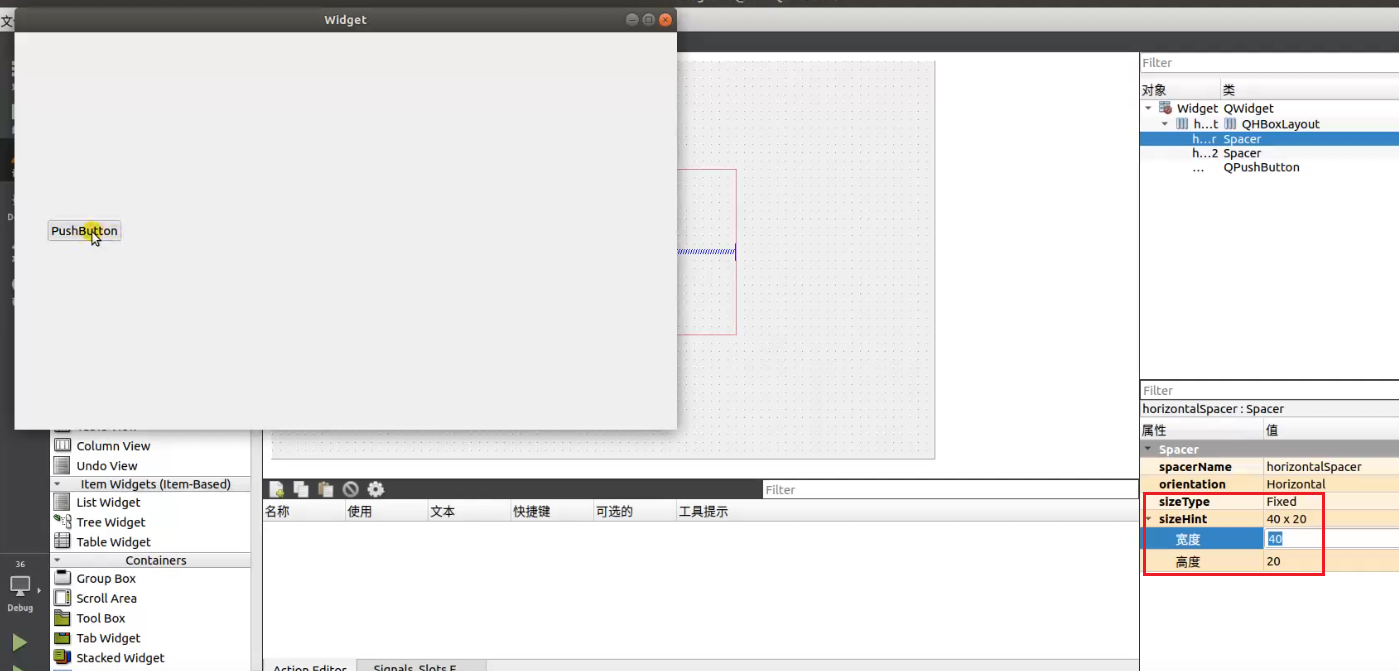 Widget
文
PushButton
Filter
对象 类
Widget QWidget
h...t QHBoxLayout
h...r Spacer
h...2 Spacer
... QPushButton
Filter
horizontalSpacer : Spacer
属性 值
Spacer
spacerName horizontalSpacer
orientation Horizontal
sizeType Fixed
sizeHint 40 x 20
宽度 40
高度 20
Column View
Undo View
Item Widgets (Item-Based)
List Widget
Tree Widget
Table Widget
Containers
Group Box
Scroll Area
Tool Box
Tab Widget
Stacked Widget
36
Debug
Filter
名称 使用 文本 快捷键 可选的 工具提示
Action Editor Signals Slots E